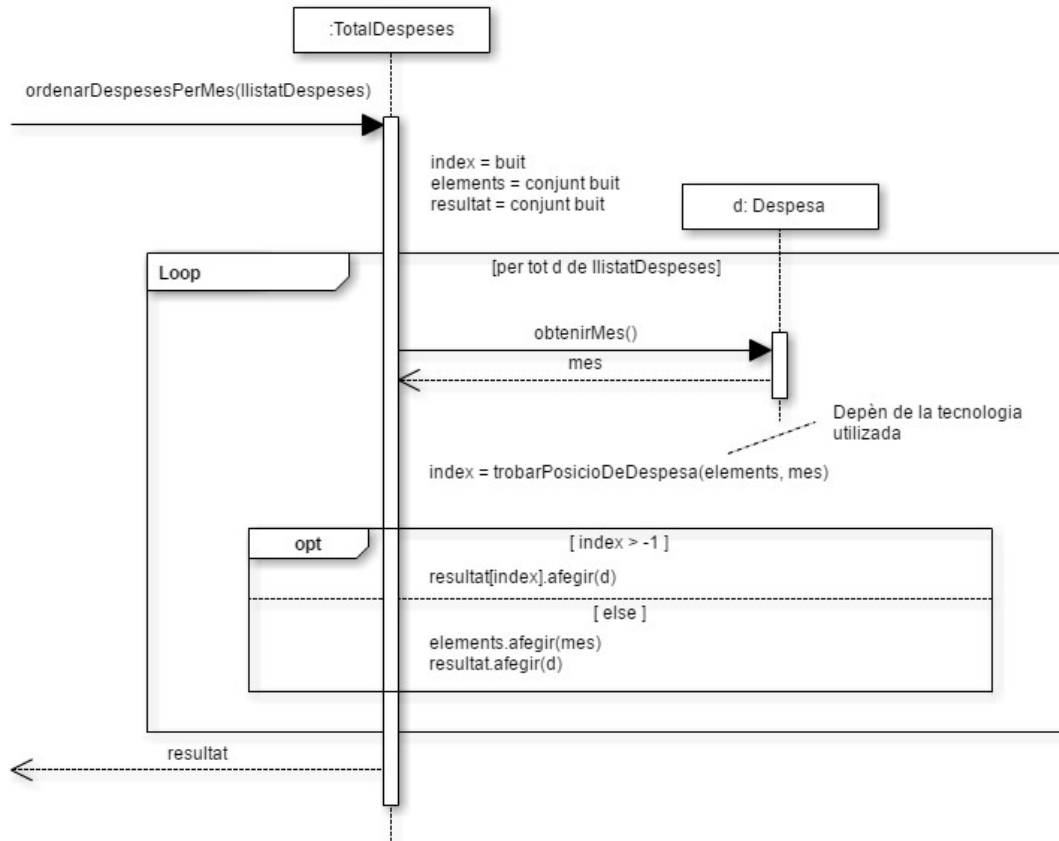 :TotalDespeses
ordenarDespesesPerMes(llistatDespeses)
index = buit
elements = conjunt buit
resultat = conjunt buit
d: Despesa
Loop
[per tot d de llistatDespeses]
obtenirMes()
mes
Depèn de la tecnologia
utilizada
index = trobarPosicioDeDespesa(elements, mes)
opt
[ index > -1 ]
resultat[index].afegir(d)
[ else ]
elements.afegir(mes)
resultat.afegir(d)
resultat